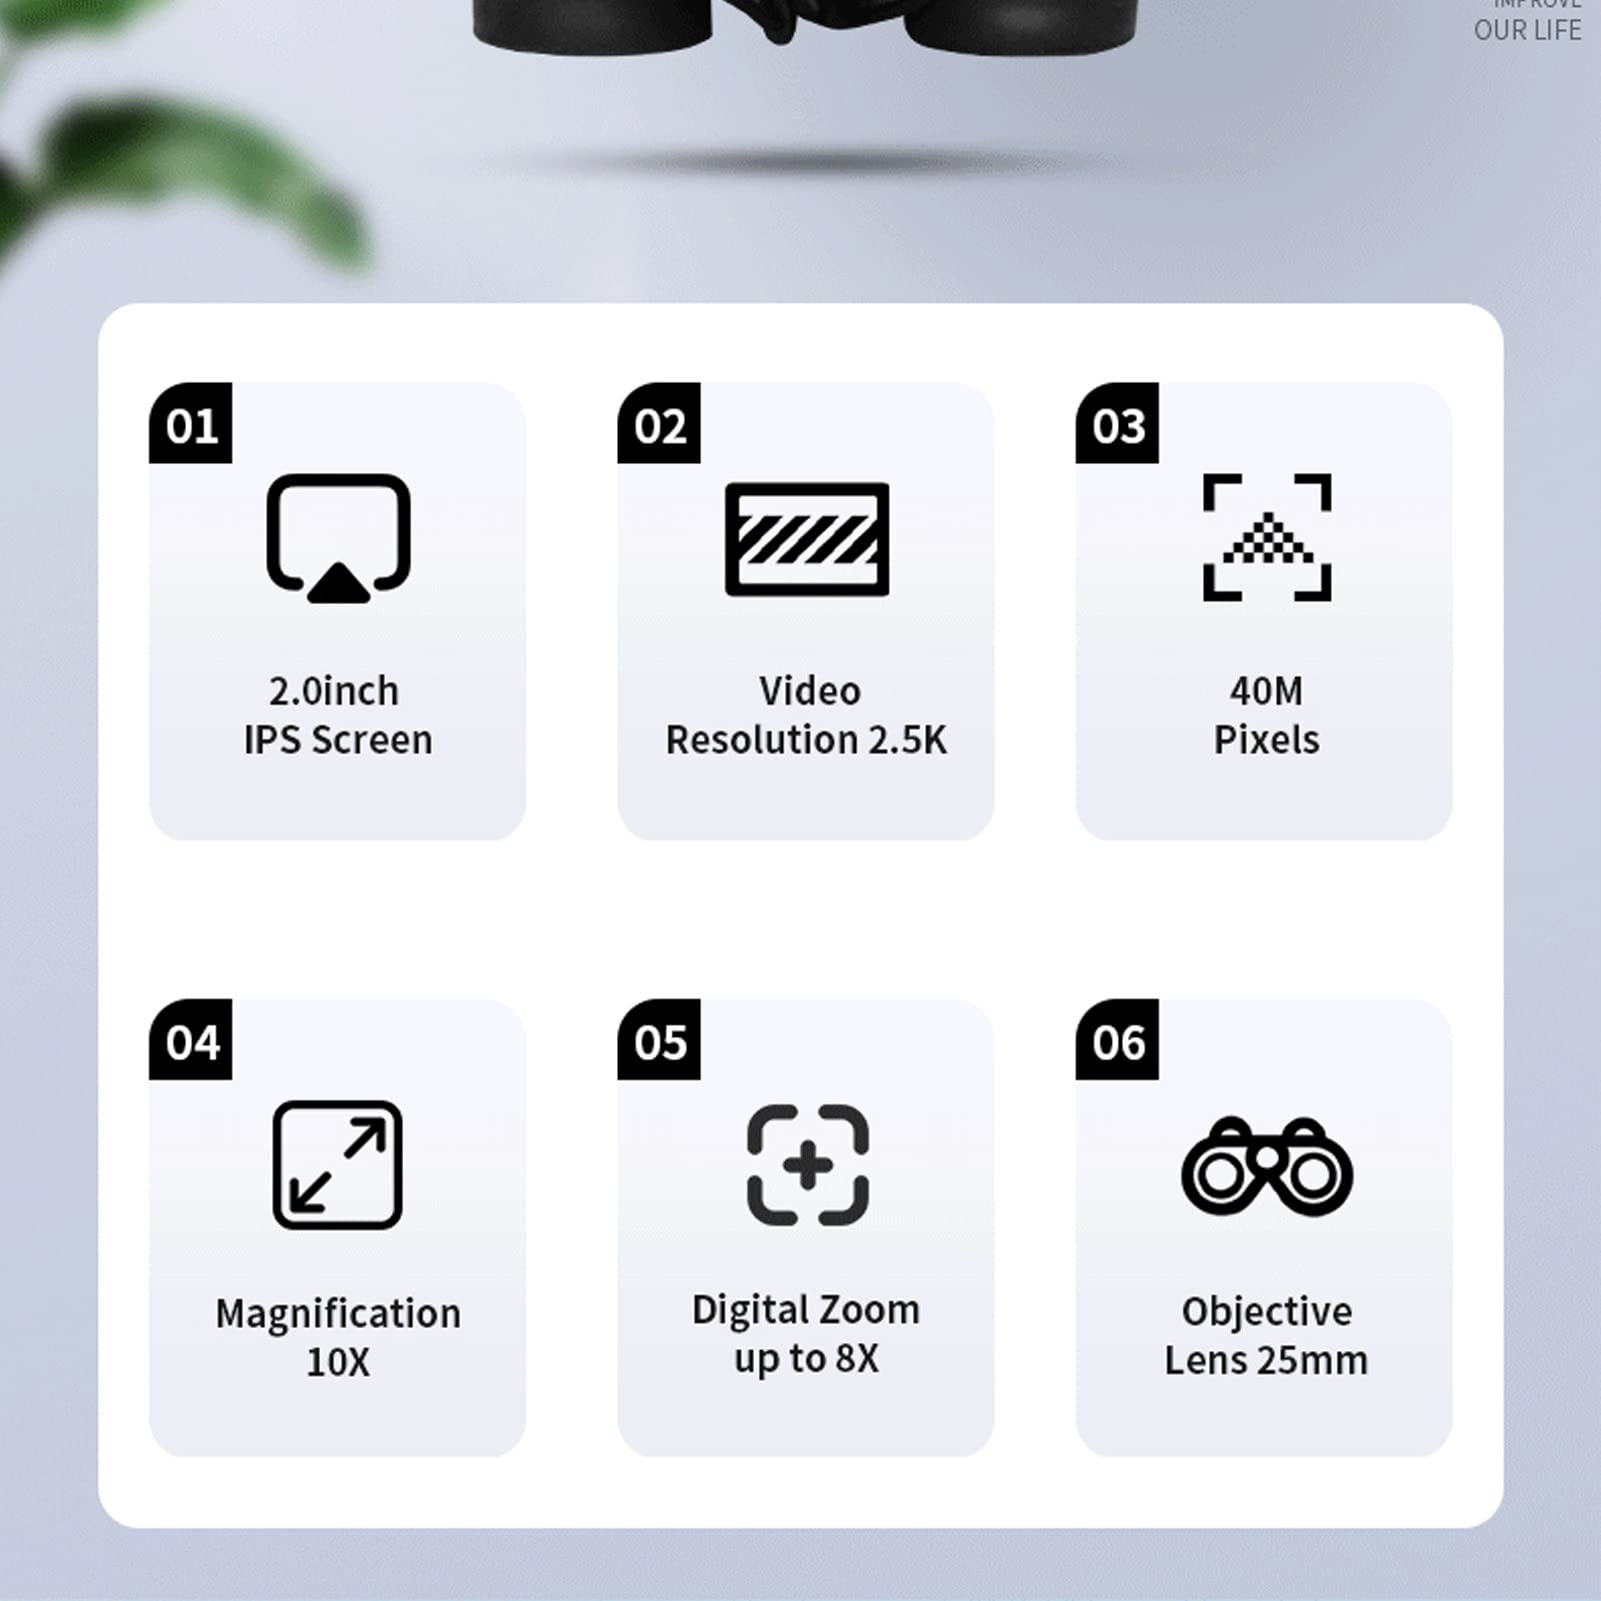 IMPROVE
OUR LIFE
01
02
03
2.0inch
IPS Screen
Video
Resolution 2.5K
40M
Pixels
04
05
06
Magnification
10X
Digital Zoom
up to 8X
Objective
Lens 25mm